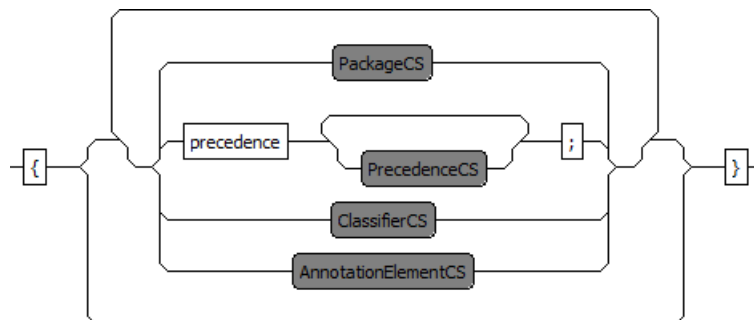 PackageCS
precedence
;
{
PrecedenceCS
}
ClassifierCS
AnnotationElementCS